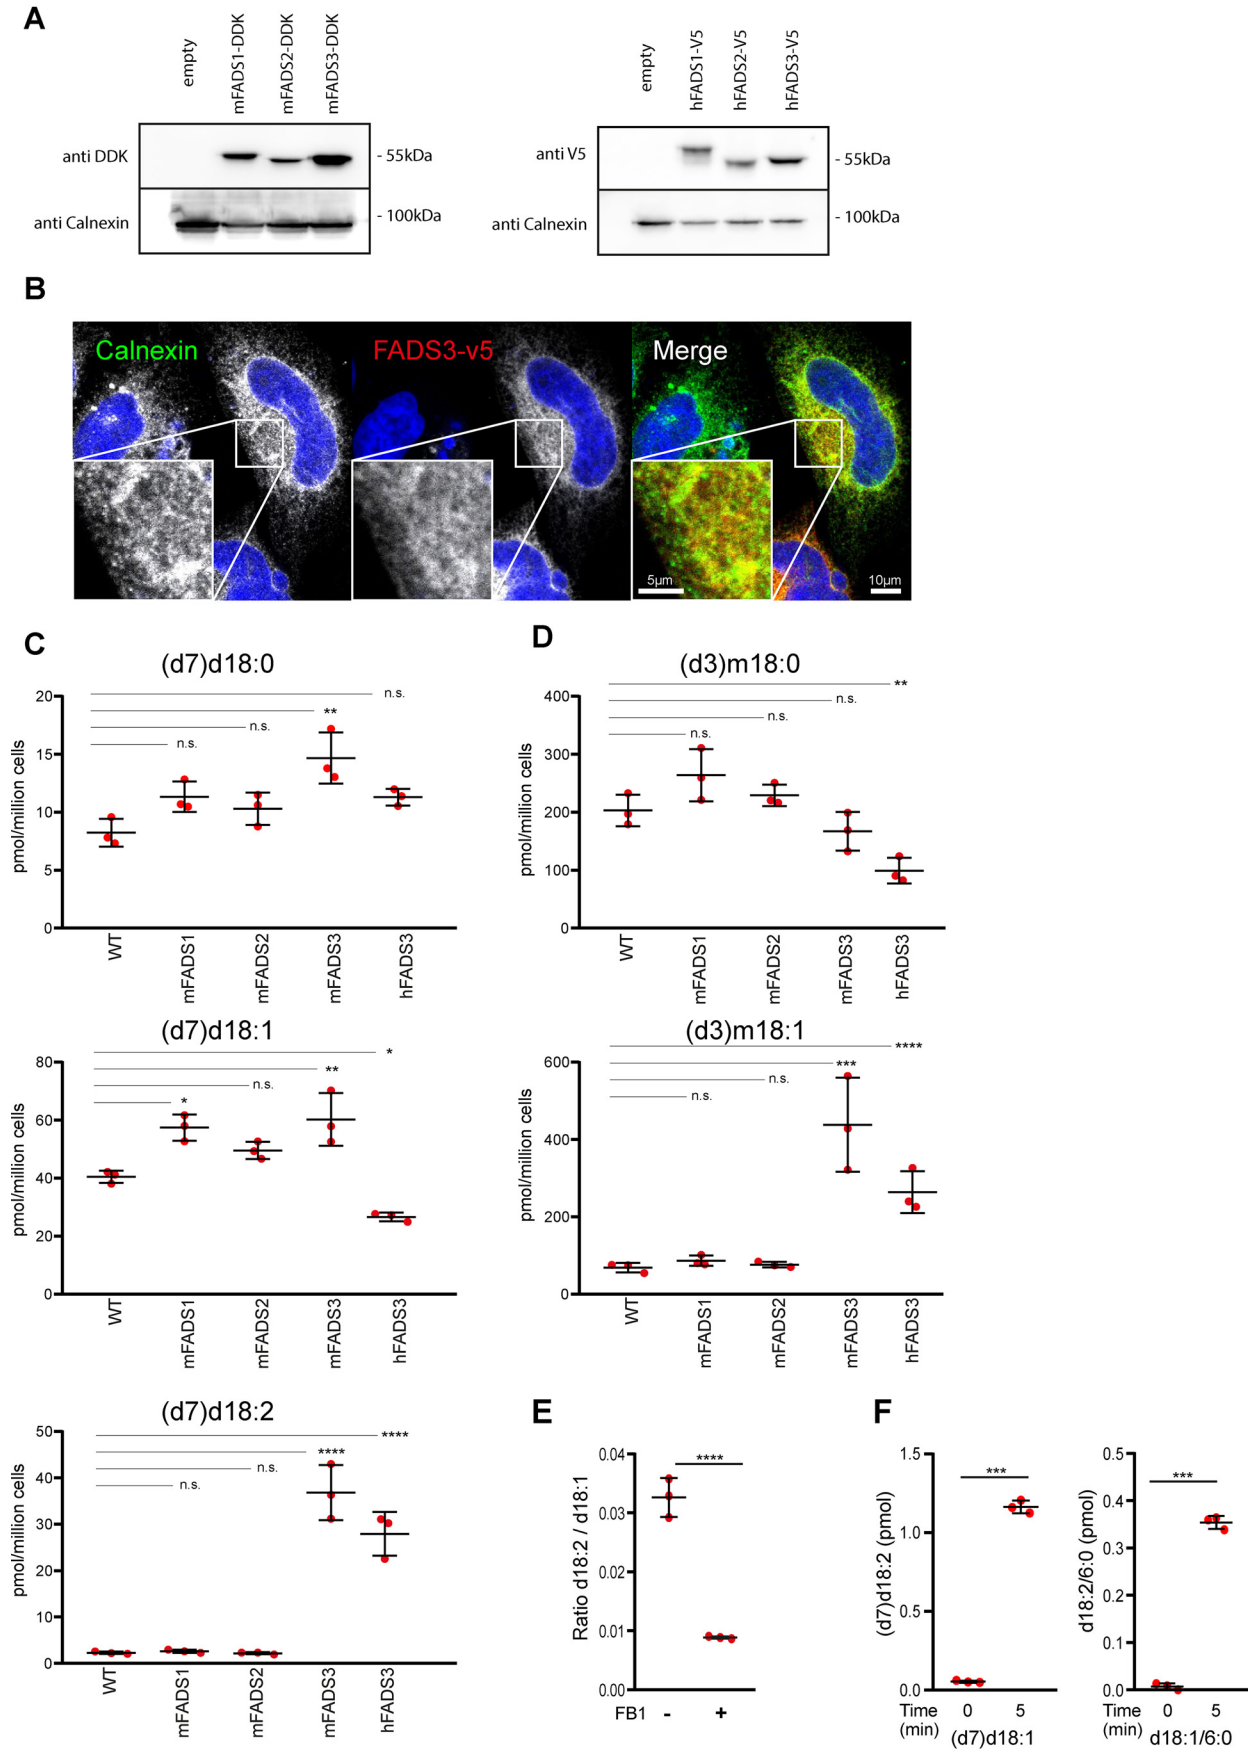 A
empty
mFADS1-DDK
mFADS2-DDK
mFADS3-DDK
anti DDK
- 55kDa
anti Calnexin
- 100kDa
empty
hFADS1-V5
hFADS2-V5
hFADS3-V5
anti V5
- 55kDa
anti Calnexin
- 100kDa
B
Calnexin
FADS3-v5
Merge
5µm
10µm
C
(d7)d18:0
pmol/million cells
20
15
10
5
0
n.s.
**
n.s.
n.s.
WT
mFADS1
mFADS2
mFADS3
hFADS3
(d7)d18:1
pmol/million cells
80
60
40
20
0
*
**
n.s.
*
WT
mFADS1
mFADS2
mFADS3
hFADS3
(d7)d18:2
pmol/million cells
50
40
30
20
10
0
****
****
n.s.
n.s.
WT
mFADS1
mFADS2
mFADS3
hFADS3
D
(d3)m18:0
pmol/million cells
400
300
200
100
0
**
n.s.
n.s.
n.s.
WT
mFADS1
mFADS2
mFADS3
hFADS3
(d3)m18:1
pmol/million cells
600
400
200
0
****
***
n.s.
n.s.
WT
mFADS1
mFADS2
mFADS3
hFADS3
E
Ratio d18:2 / d18:1
0.04
0.03
0.02
0.01
0.00
****
FB1 - +
F
(d7)d18:2 (pmol)
1.5
1.0
0.5
0.0
***
Time 0 5
(min) (d7)d18:1
d18:2/6:0 (pmol)
0.5
0.4
0.3
0.2
0.1
0.0
***
Time 0 5
(min) d18:1/6:0